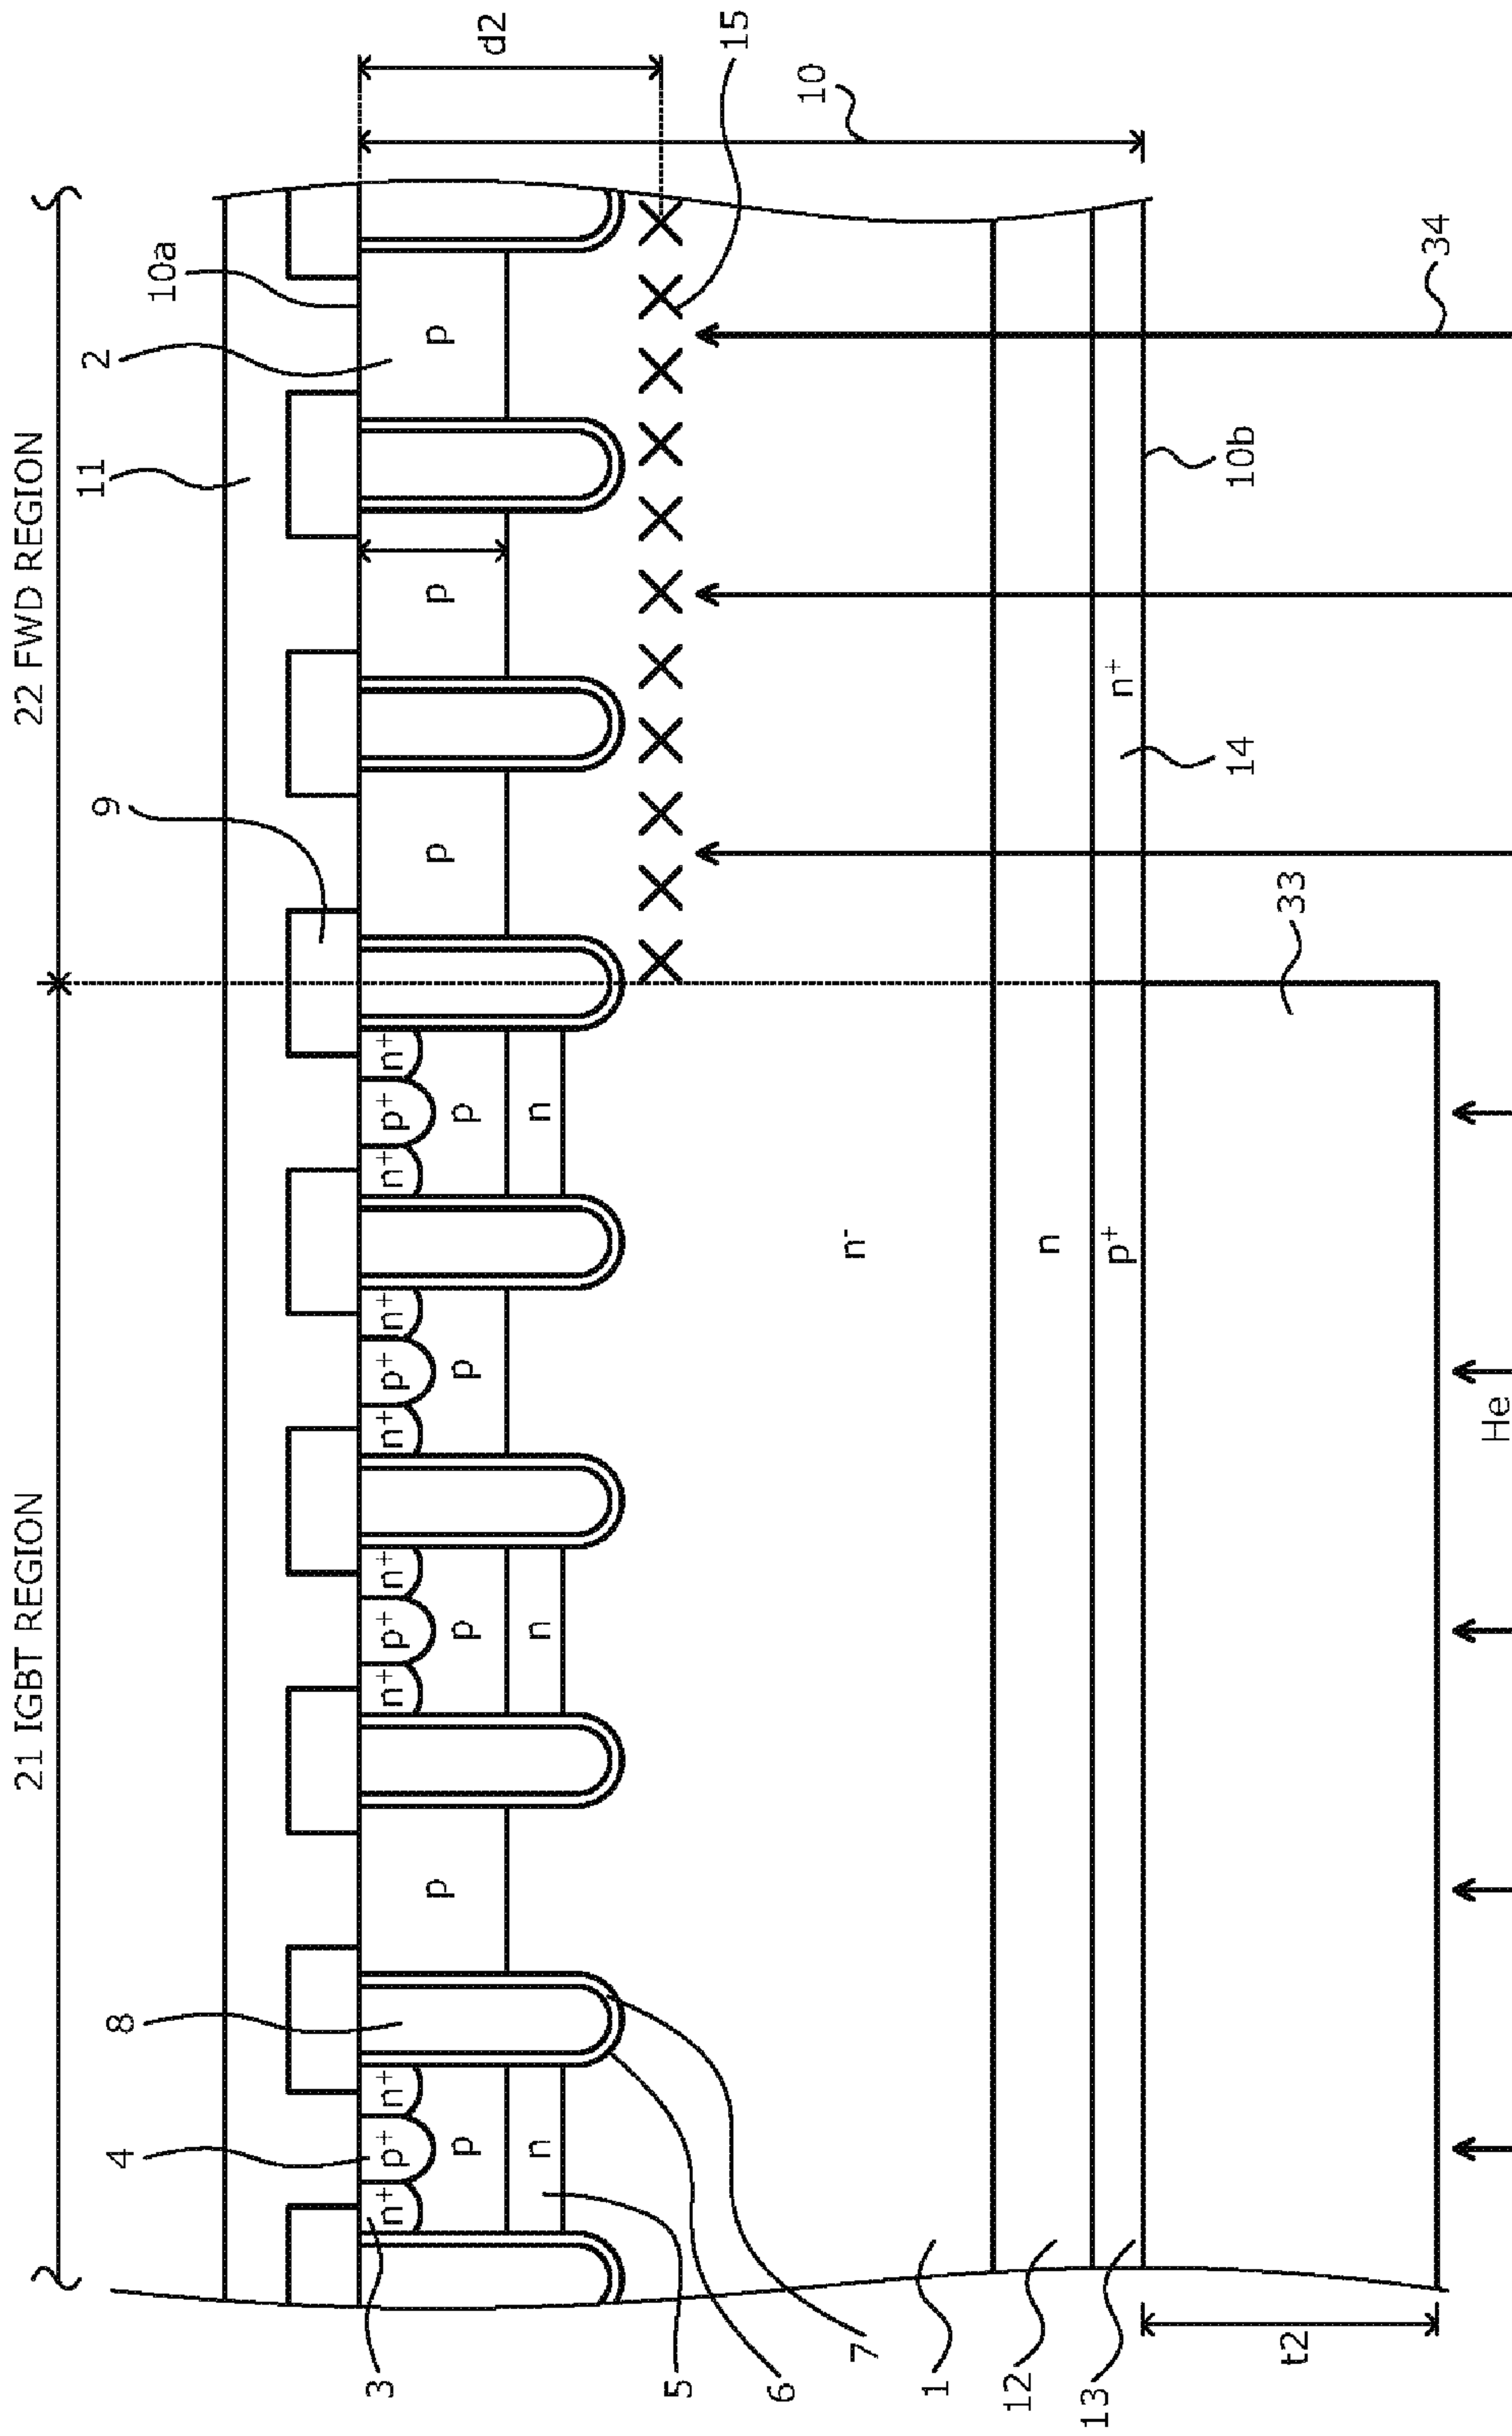 21 IGBT REGION
22 FWD REGION
4
8
9
11
2
10a
3
n⁺ p⁺ n⁺
n⁺ p⁺ n⁺
n⁺ p⁺ n⁺
n⁺ p⁺ n⁺
p
p
p
p
p
p
p
p
d2
n
n
n
5
15
6
10
7
n⁻
1
12
n
13
p⁺
n⁺
14
10b
t2
33
34
He